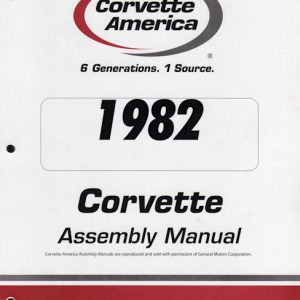 Corvette
America
6 Generations. 1 Source.
1982
Corvette
Assembly Manual
Corvette America Assembly Manuals are reproduced and sold with permission of General Motors Corporation.